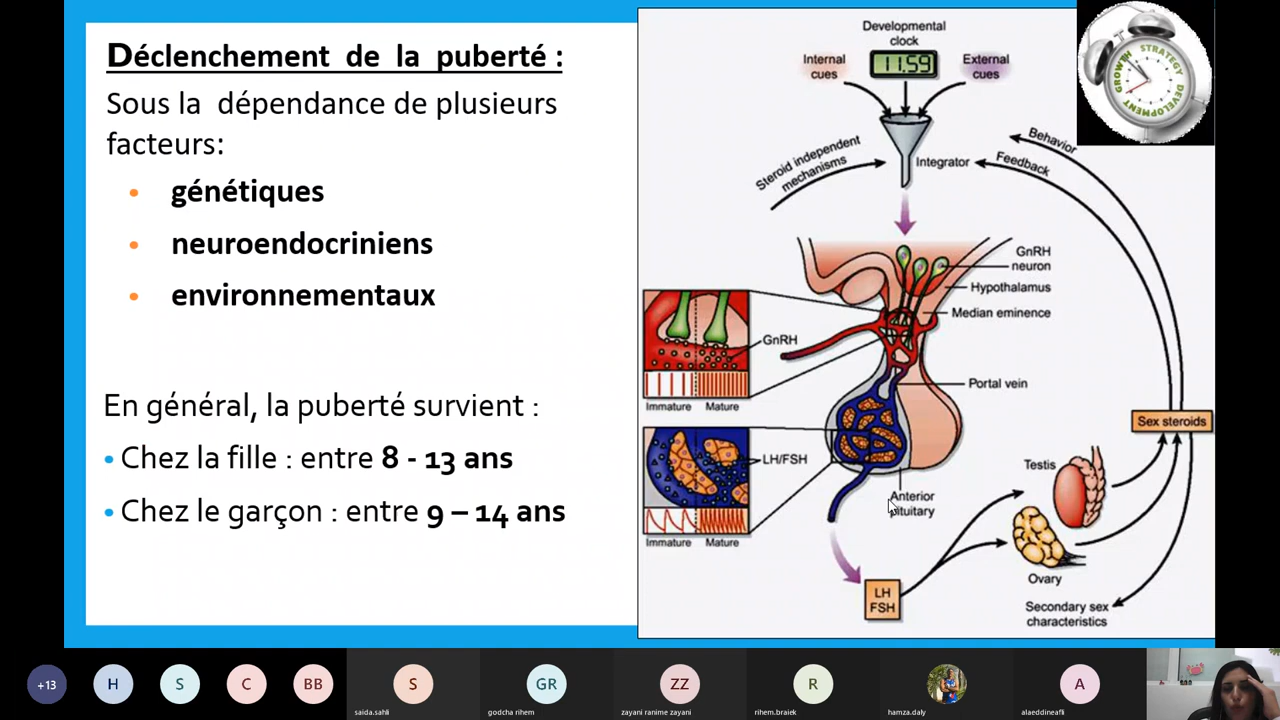 Déclenchement de la puberté :
Sous la dépendance de plusieurs
facteurs:
• génétiques
• neuroendocriniens
• environnementaux
En général, la puberté survient :
• Chez la fille : entre 8 - 13 ans
• Chez le garçon : entre 9 – 14 ans
Developmental
clock
11:59
Internal
cues
External
cues
Steroid independent
mechanisms
Integrator
Behavior
Feedback
GnRH
neuron
Hypothalamus
Median eminence
GnRH
Immature Mature
Portal vein
LH/FSH
Immature Mature
Anterior
pituitary
Sex steroids
Testis
Ovary
LH
FSH
Secondary sex
characteristics
GROWTH STRATEGY DEVELOPMENT
+13
H
S
C
BB
S
saida.sahli
GR
godcha rihem
ZZ
zayani ranime zayani
R
rihem.braiek
hamza.daly
A
alaeddineafli